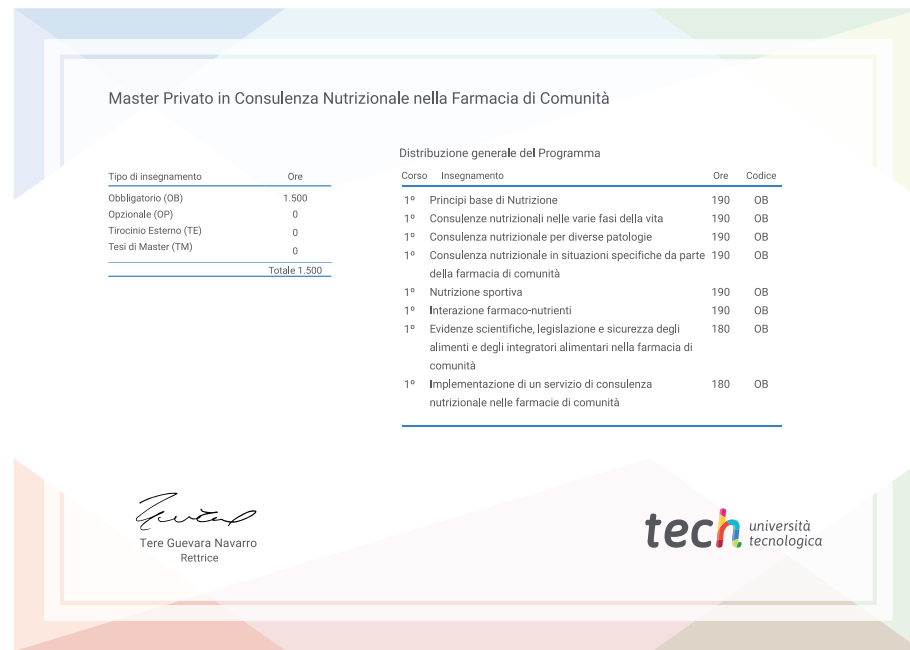 Master Privato in Consulenza Nutrizionale nella Farmacia di Comunità
Tipo di insegnamento Ore
Obbligatorio (OB) 1.500
Opzionale (OP) 0
Tirocinio Esterno (TE) 0
Tesi di Master (TM) 0
Totale 1.500
Distribuzione generale del Programma
Corso Insegnamento Ore Codice
1º Principi base di Nutrizione 190 OB
1º Consulenze nutrizionali nelle varie fasi della vita 190 OB
1º Consulenza nutrizionale per diverse patologie 190 OB
1º Consulenza nutrizionale in situazioni specifiche da parte 190 OB
della farmacia di comunità
1º Nutrizione sportiva 190 OB
1º Interazione farmaco-nutrienti 190 OB
1º Evidenze scientifiche, legislazione e sicurezza degli 180 OB
alimenti e degli integratori alimentari nella farmacia di
comunità
1º Implementazione di un servizio di consulenza 180 OB
nutrizionale nelle farmacie di comunità
Tere Guevara Navarro
Rettrice
tech università
tecnologica